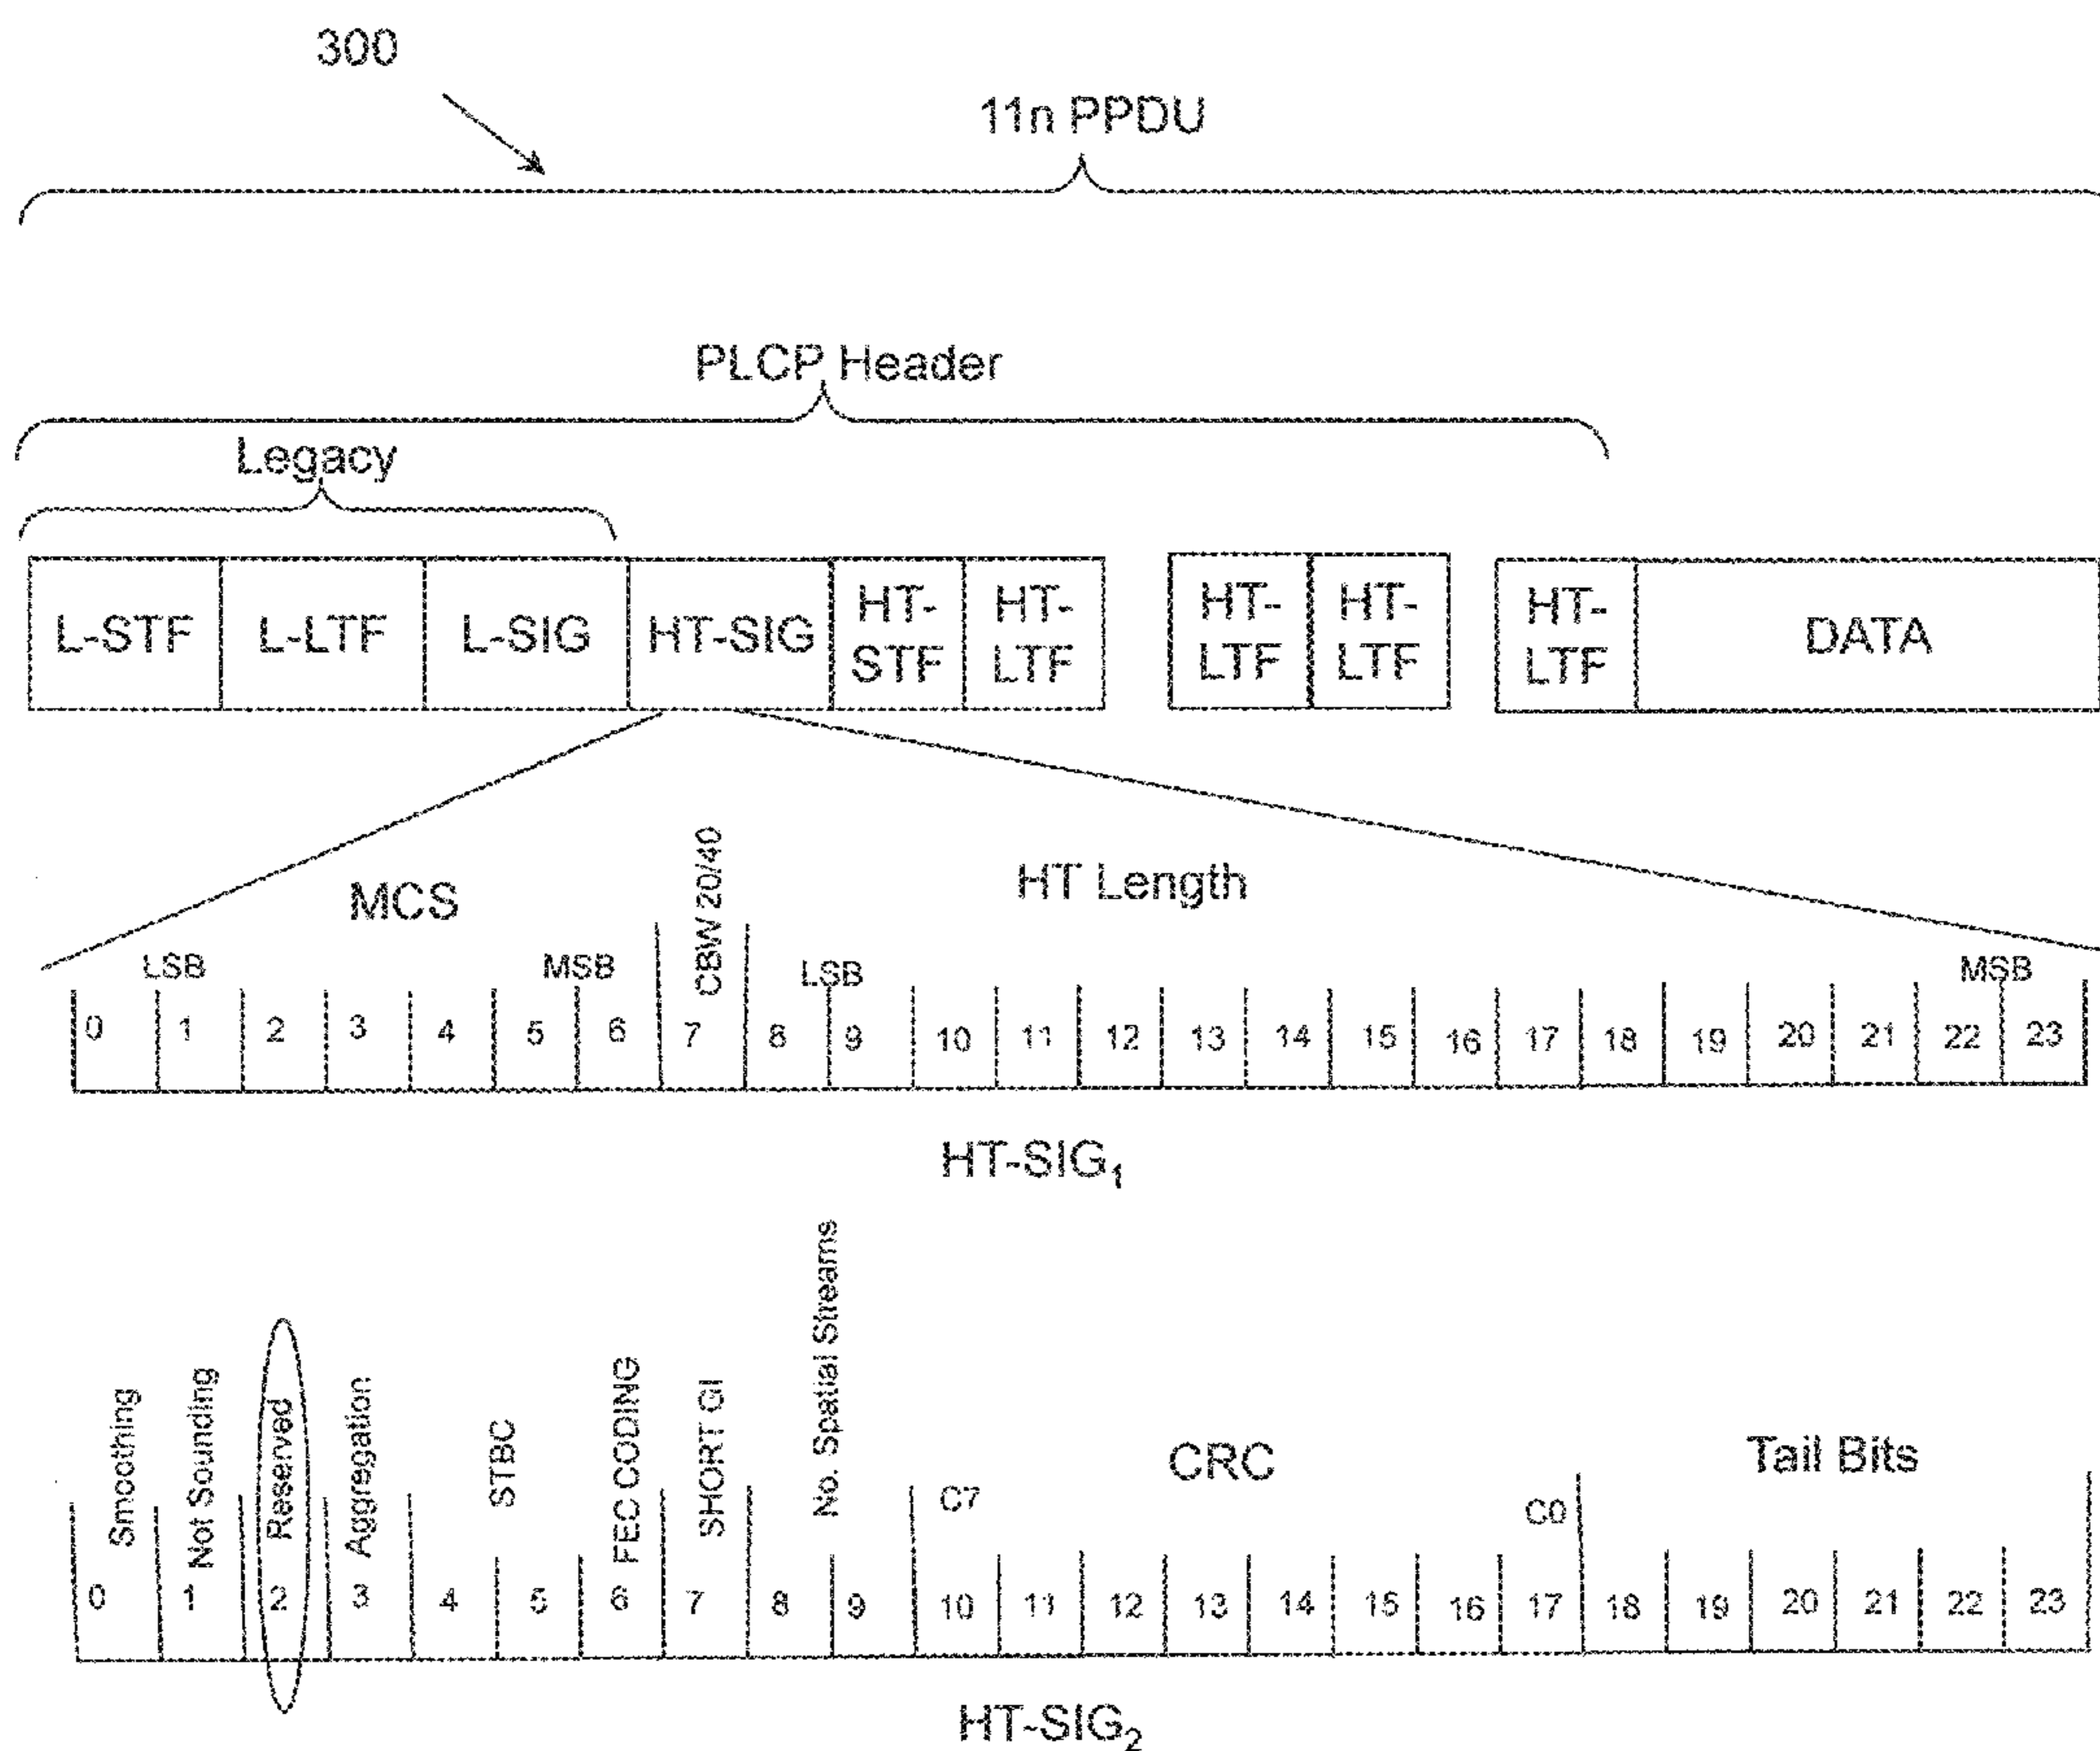 300
11n PPDU
PLCP Header
Legacy
L-STF L-LTF L-SIG HT-SIG HT-STF HT-LTF HT-LTF HT-LTF HT-LTF DATA
MCS CBW 20/40 HT Length
LSB MSB LSB MSB
0 1 2 3 4 5 6 7 8 9 10 11 12 13 14 15 16 17 18 19 20 21 22 23
HT-SIG1
Smoothing Not Sounding Reserved Aggregation STBC FEC CODING SHORT GI No. Spatial Streams CRC Tail Bits
C7 C0
0 1 2 3 4 5 6 7 8 9 10 11 12 13 14 15 16 17 18 19 20 21 22 23
HT-SIG2